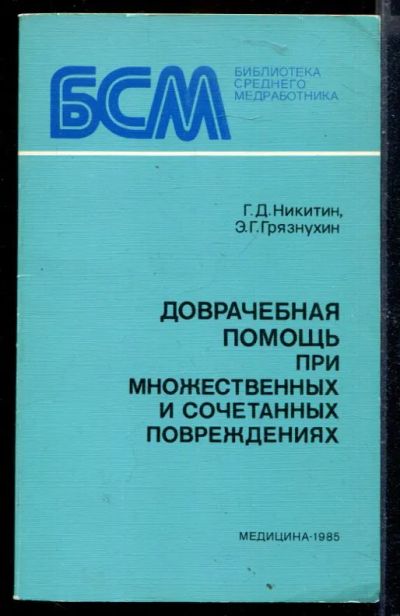 БСМ
БИБЛИОТЕКА
СРЕДНЕГО
МЕДРАБОТНИКА
Г.Д.Никитин,
Э.Г.Грязнухин
ДОВРАЧЕБНАЯ
ПОМОЩЬ
ПРИ
МНОЖЕСТВЕННЫХ
И СОЧЕТАННЫХ
ПОВРЕЖДЕНИЯХ
МЕДИЦИНА·1985